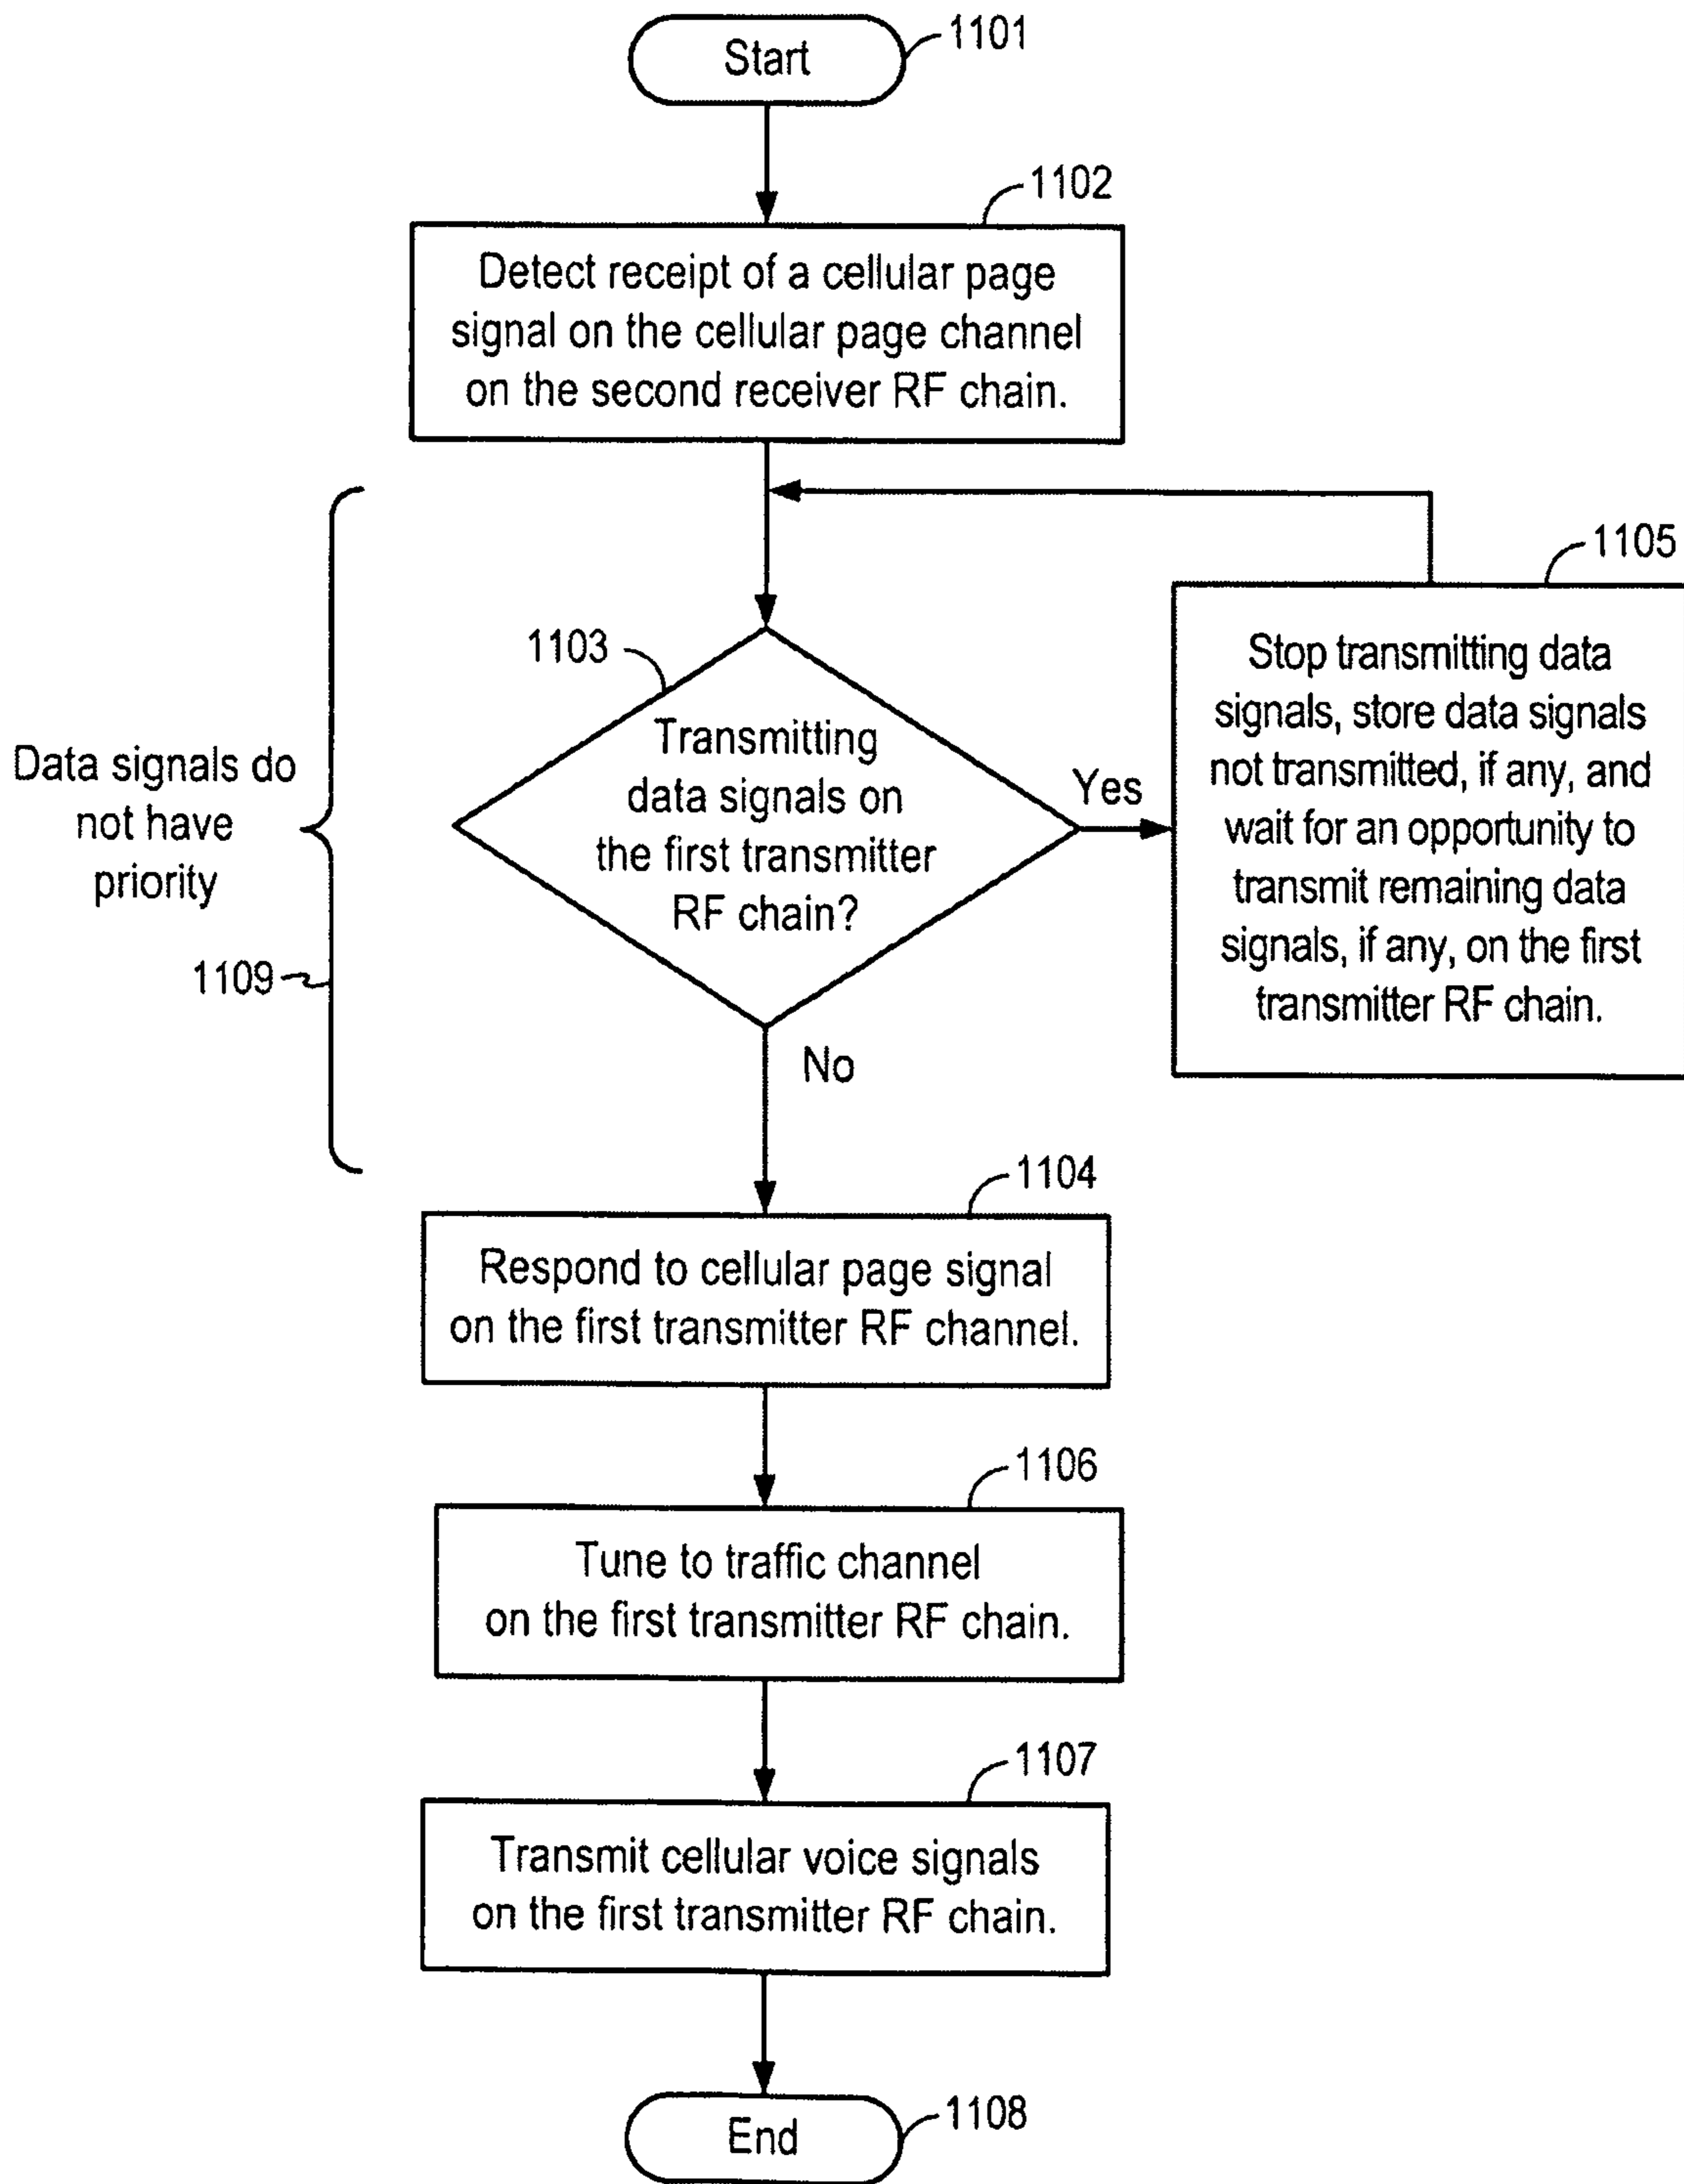 Start
1101
1102
Detect receipt of a cellular page
signal on the cellular page channel
on the second receiver RF chain.
1105
1103
Transmitting
data signals on
the first transmitter
RF chain?
Yes
No
Stop transmitting data
signals, store data signals
not transmitted, if any, and
wait for an opportunity to
transmit remaining data
signals, if any, on the first
transmitter RF chain.
Data signals do
not have
priority
1109
1104
Respond to cellular page signal
on the first transmitter RF channel.
1106
Tune to traffic channel
on the first transmitter RF chain.
1107
Transmit cellular voice signals
on the first transmitter RF chain.
End
1108